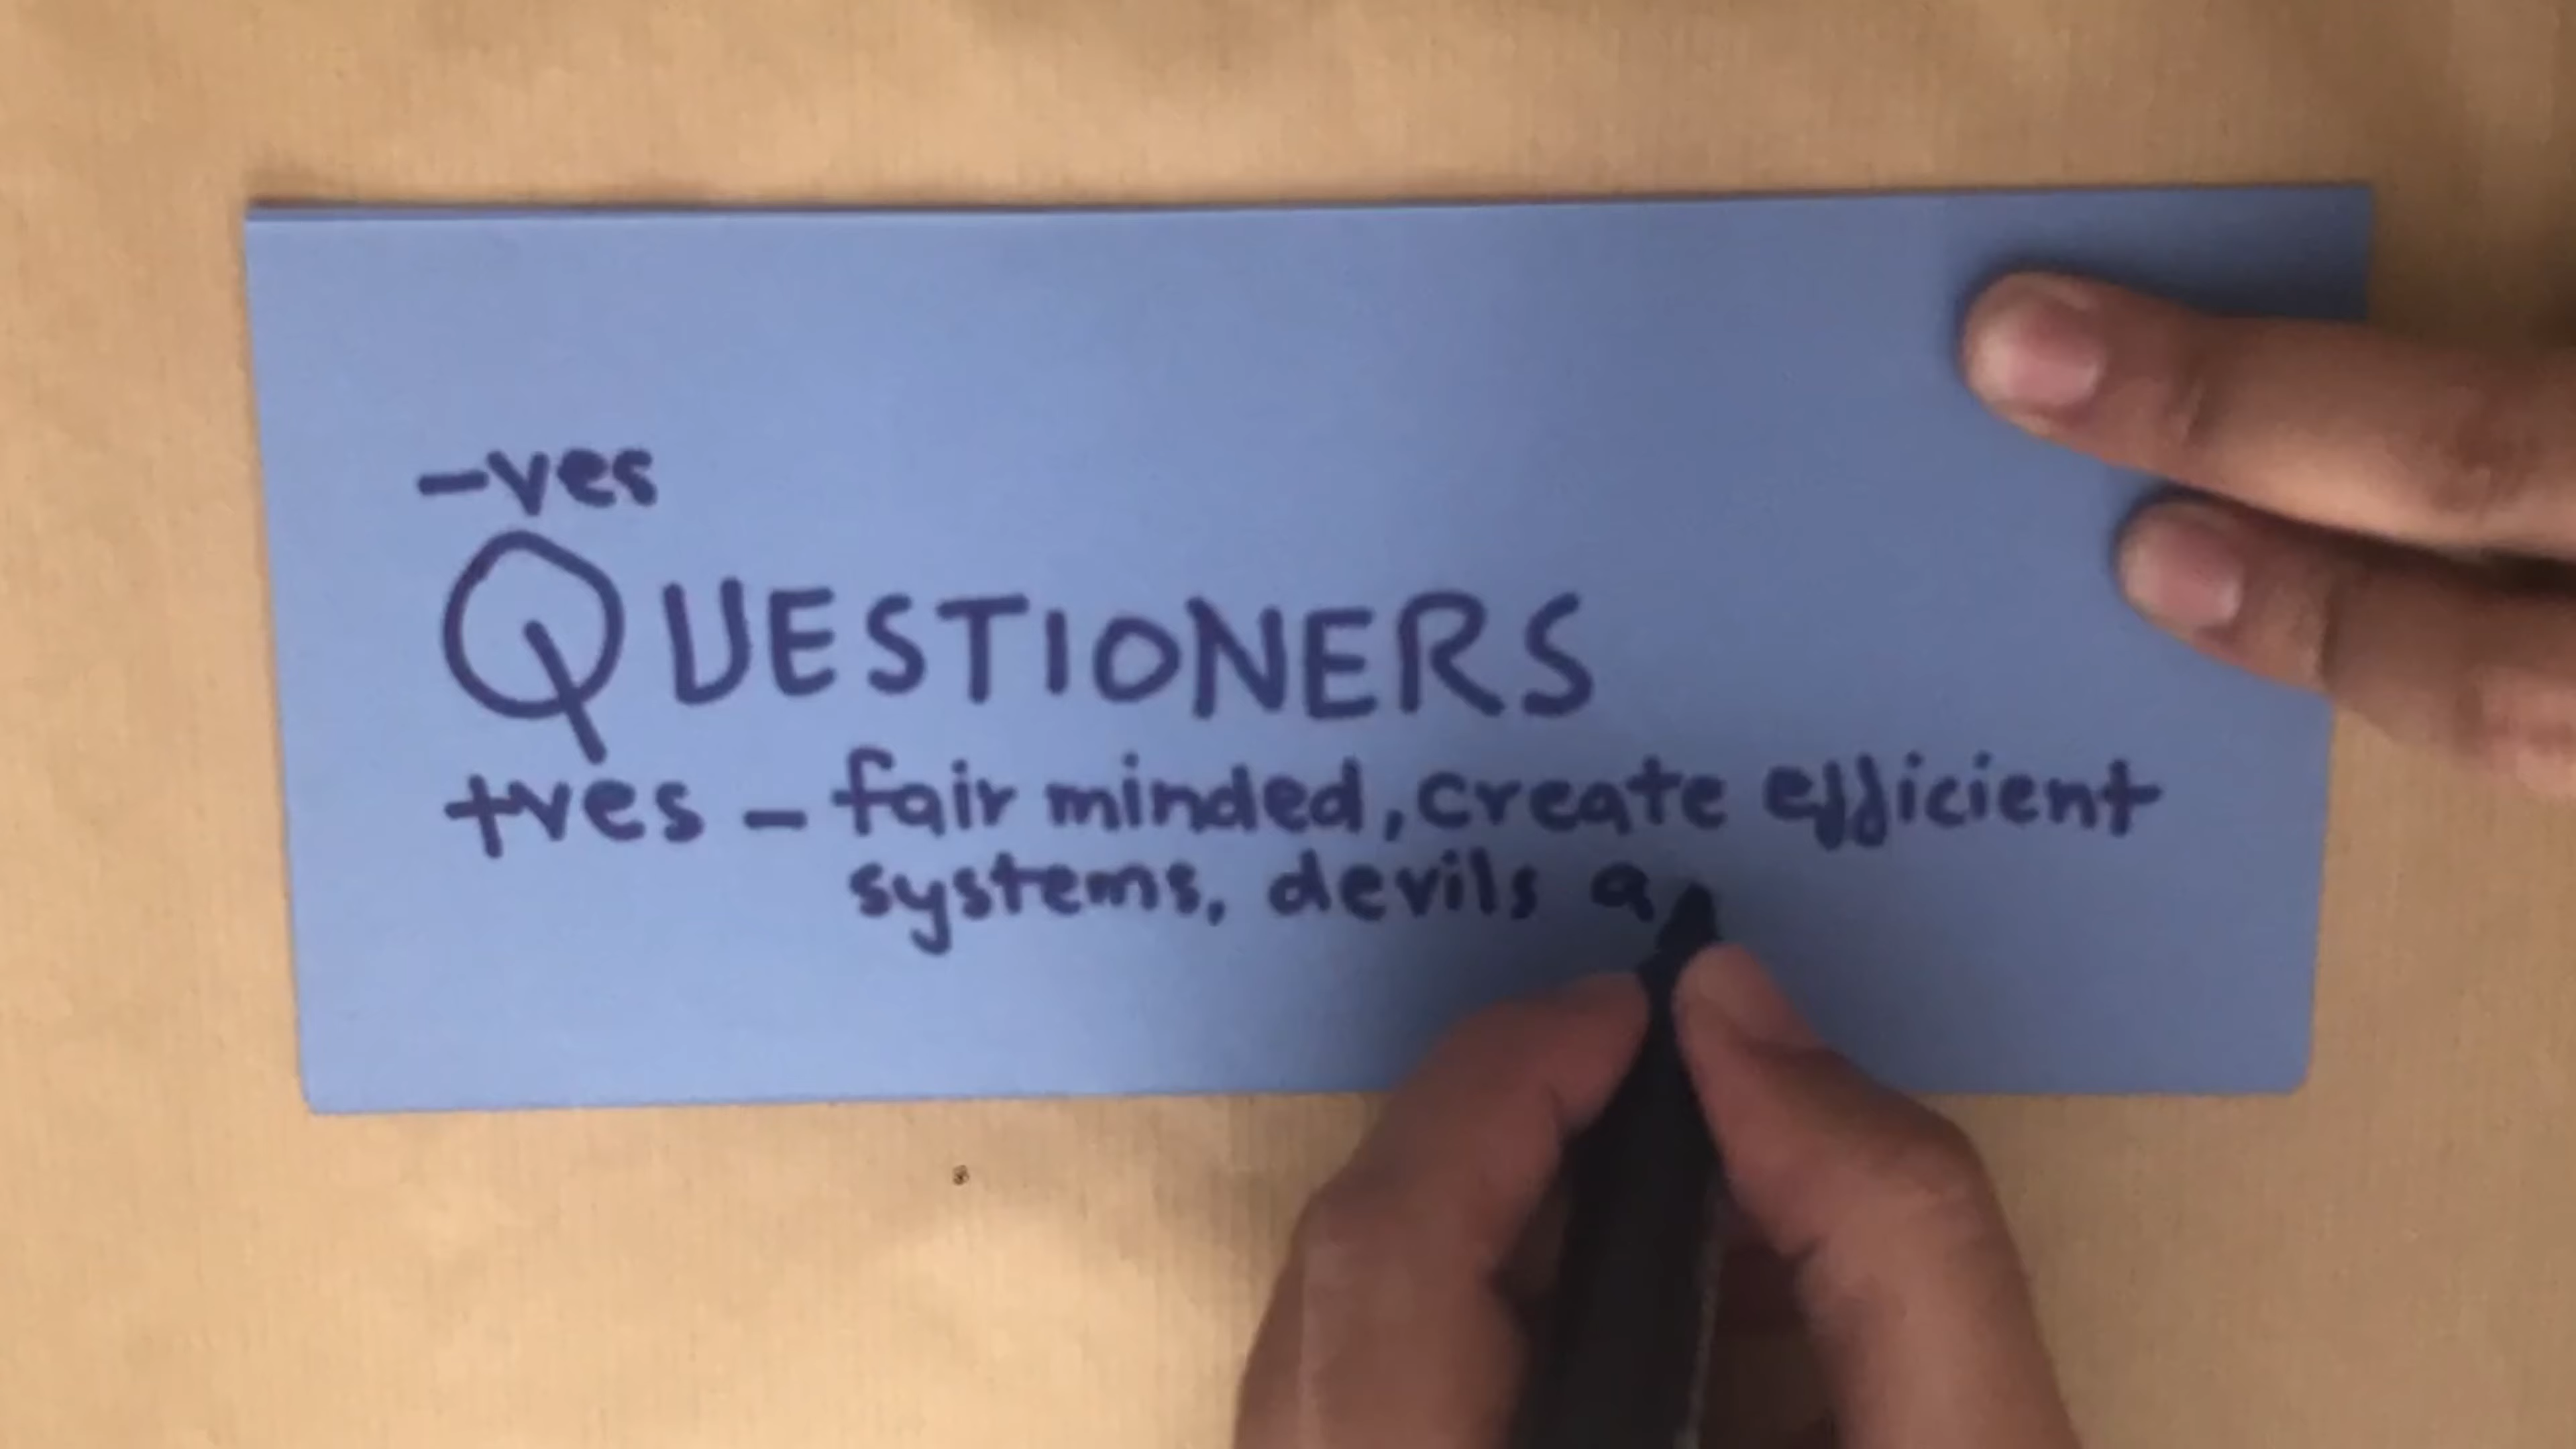 -ves
QUESTIONERS
+ves - fair minded, create efficient
systems, devils a